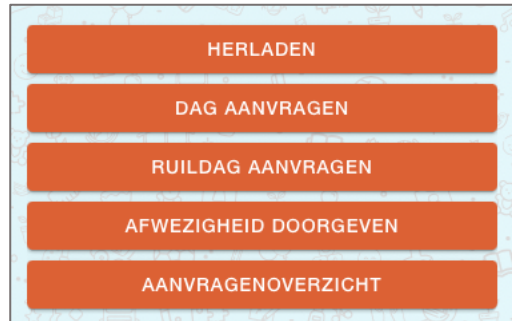 HERLADEN
DAG AANVRAGEN
RUILDAG AANVRAGEN
AFWEZIGHEID DOORGEVEN
AANVRAGENOVERZICHT